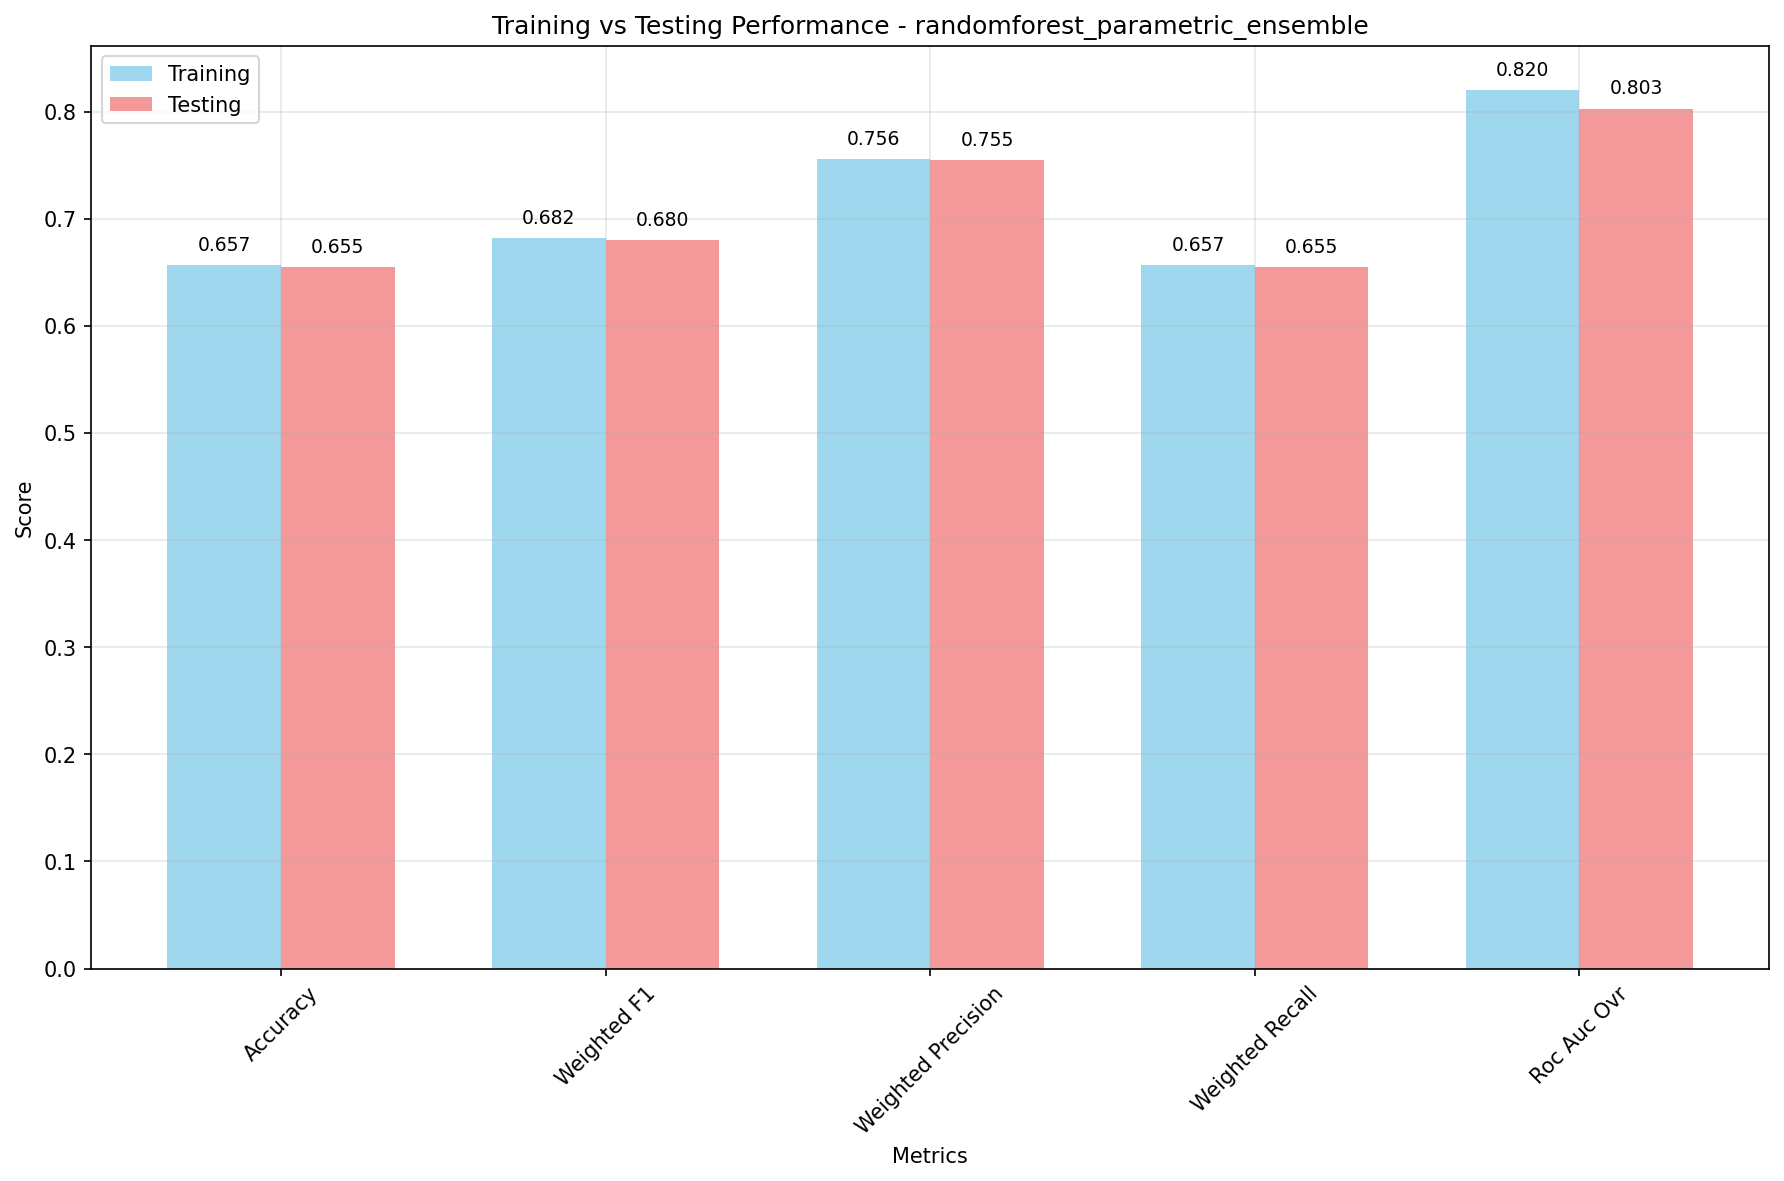 Training vs Testing Performance - randomforest_parametric_ensemble
Training
Testing
0.657
0.655
0.682
0.680
0.756
0.755
0.657
0.655
0.820
0.803
Score
0.8
0.7
0.6
0.5
0.4
0.3
0.2
0.1
0.0
Accuracy
Weighted F1
Weighted Precision
Weighted Recall
Roc Auc Ovr
Metrics